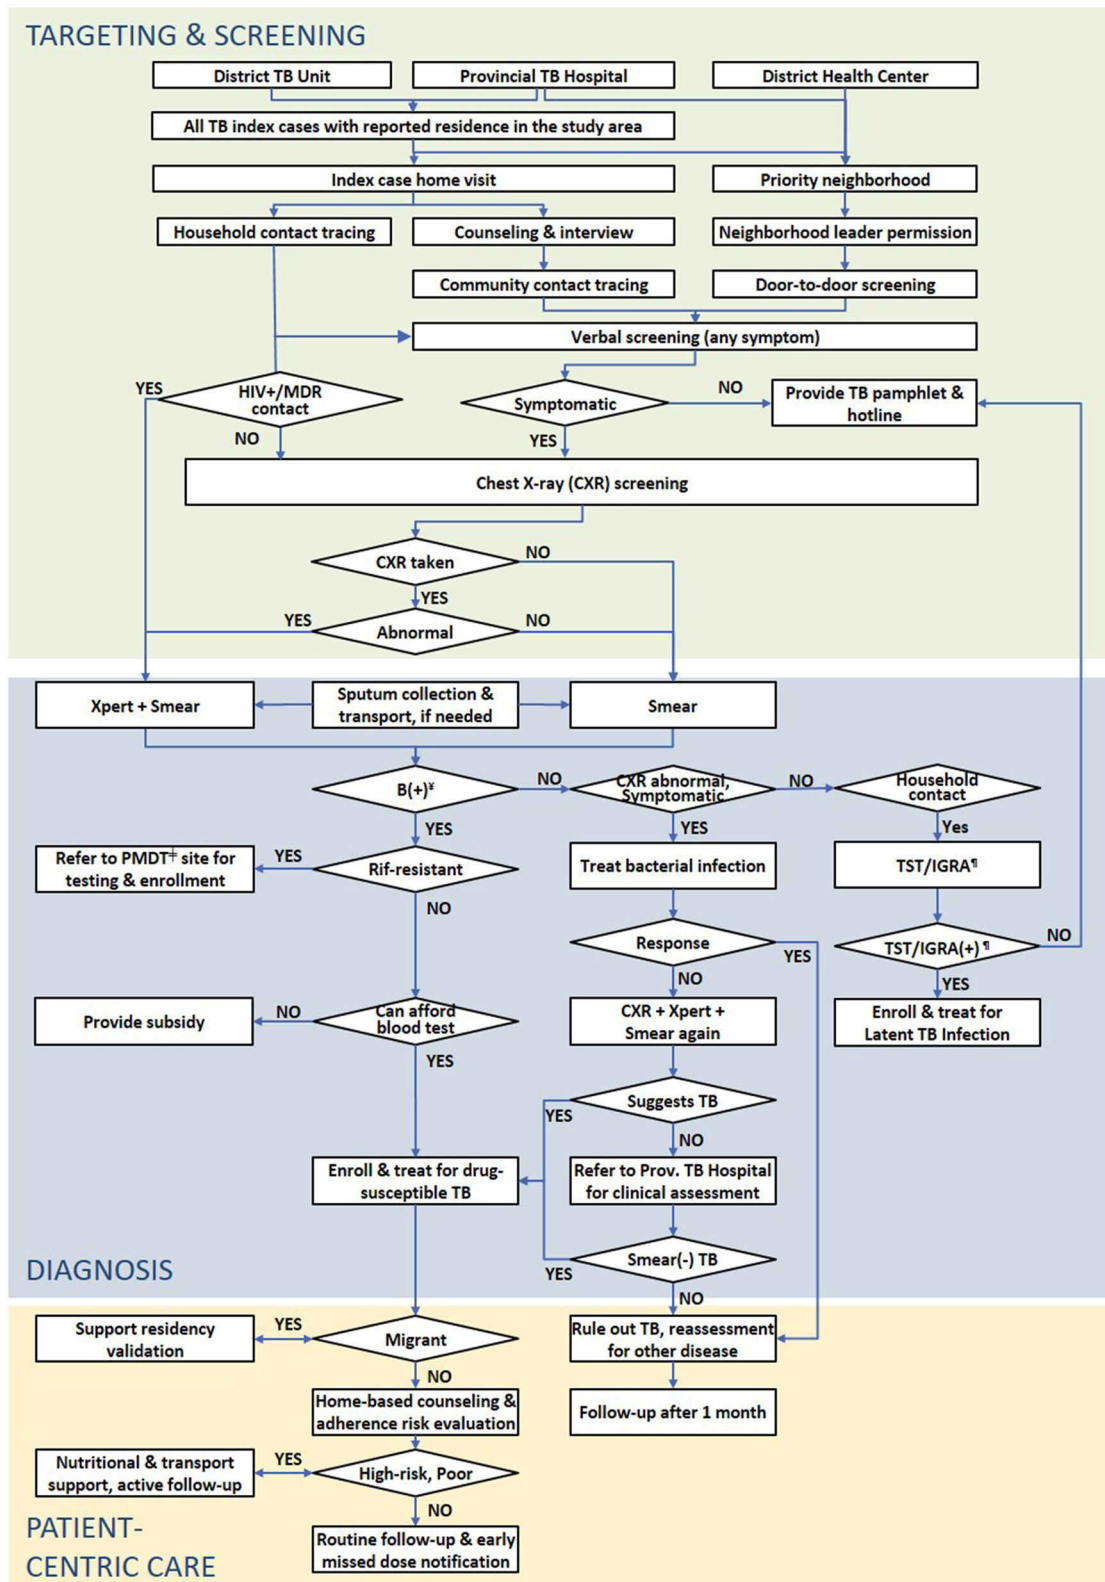 TARGETING & SCREENING
District TB Unit
Provincial TB Hospital
District Health Center
All TB index cases with reported residence in the study area
Index case home visit
Priority neighborhood
Household contact tracing
Counseling & interview
Neighborhood leader permission
Community contact tracing
Door-to-door screening
Verbal screening (any symptom)
YES
HIV+/MDR
contact
NO
Symptomatic
NO
YES
Provide TB pamphlet &
hotline
Chest X-ray (CXR) screening
CXR taken
NO
YES
YES
Abnormal
NO
Xpert + Smear
Sputum collection &
transport, if needed
Smear
B(+)¥
NO
CXR abnormal,
Symptomatic
NO
Household
contact
YES
YES
Yes
Refer to PMDT‡ site for
testing & enrollment
YES
Rif-resistant
Treat bacterial infection
TST/IGRA¶
NO
Response
YES
TST/IGRA(+) ¶
NO
NO
YES
Provide subsidy
NO
Can afford
blood test
CXR + Xpert +
Smear again
Enroll & treat for
Latent TB Infection
YES
Suggests TB
YES
NO
Enroll & treat for drug-
susceptible TB
Refer to Prov. TB Hospital
for clinical assessment
Smear(-) TB
YES
NO
DIAGNOSIS
Support residency
validation
YES
Migrant
Rule out TB, reassessment
for other disease
NO
Home-based counseling &
adherence risk evaluation
Follow-up after 1 month
Nutritional & transport
support, active follow-up
YES
High-risk, Poor
NO
Routine follow-up & early
missed dose notification
PATIENT-
CENTRIC CARE